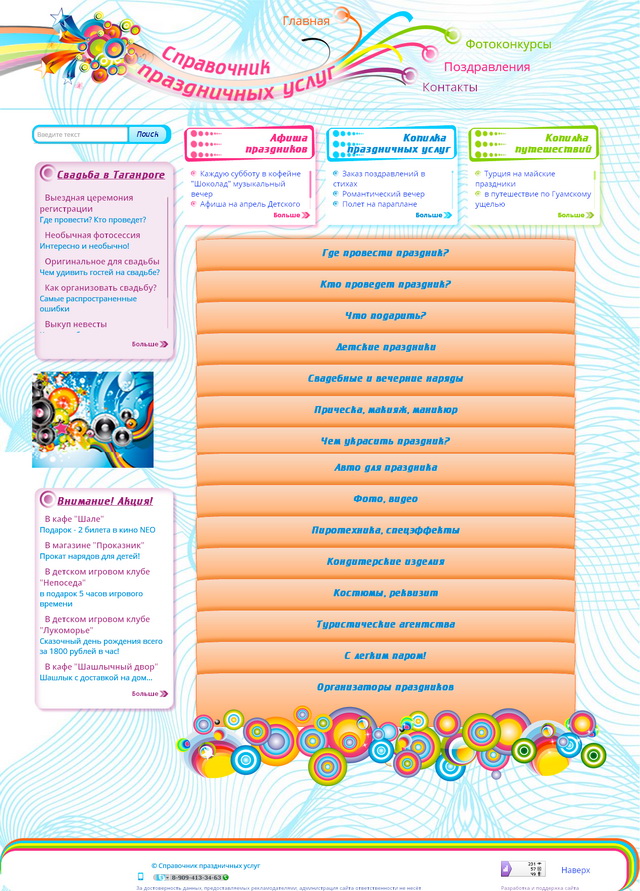 Главная
Фотоконкурсы
Поздравления
Контакты
Справочник
праздничных услуг
Введите текст
Поиск
Афиша
праздников
Каждую субботу в кофейне
"Шоколад" музыкальный
вечер
Афиша на апрель Детского
Больше
Копилка
праздничных услуг
Заказ поздравлений в
стихах
Романтический вечер
Полет на параплане
Больше
Копилка
путешествий
Турция на майские
праздники
в путешествие по Гуамскому
ущелью
Больше
Свадьба в Таганроге
Выездная церемония
регистрации
Где провести? Кто проведет?
Необычная фотосессия
Интересно и необычно!
Оригинальное для свадьбы
Чем удивить гостей на свадьбе?
Как организовать свадьбу?
Самые распространенные
ошибки
Выкуп невесты
Больше
Внимание! Акция!
В кафе "Шале"
Подарок - 2 билета в кино NEO
В магазине "Проказник"
Прокат нарядов для детей!
В детском игровом клубе
"Непоседа"
в подарок 5 часов игрового
времени
В детском игровом клубе
"Лукоморье"
Сказочный день рождения всего
за 1800 рублей в час!
В кафе "Шашлычный двор"
Шашлык с доставкой на дом...
Больше
Где провести праздник?
Кто проведет праздник?
Что подарить?
Детские праздники
Свадебные и вечерние наряды
Прическа, макияж, маникюр
Чем украсить праздник?
Авто для праздника
Фото, видео
Пиротехника, спецэффекты
Кондитерские изделия
Костюмы, реквизит
Туристические агентства
С легким паром!
Организаторы праздников
© Справочник праздничных услуг
8-909-413-34-63
За достоверность данных, предоставляемых рекламодателями, администрация сайта ответственности не несёт
Наверх
Разработка и поддержка сайта